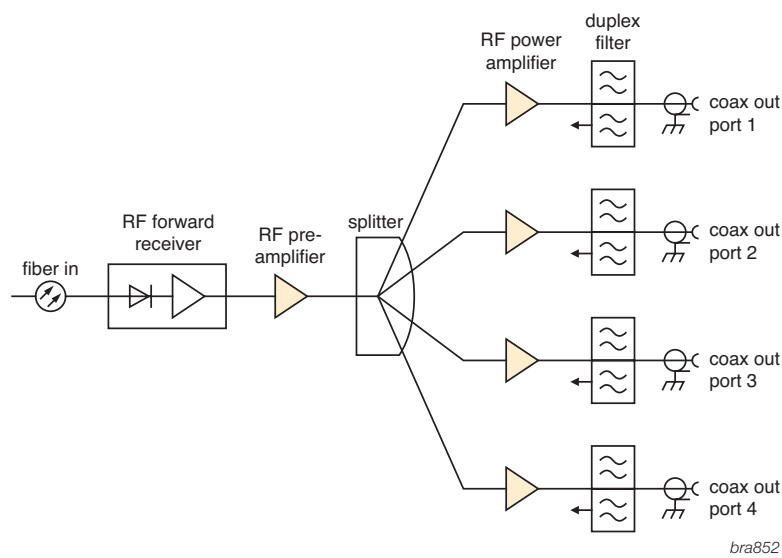 duplex
filter
RF power
amplifier
coax out
port 1
splitter
RF forward
receiver
RF pre-
amplifier
coax out
port 2
fiber in
coax out
port 3
coax out
port 4
bra852